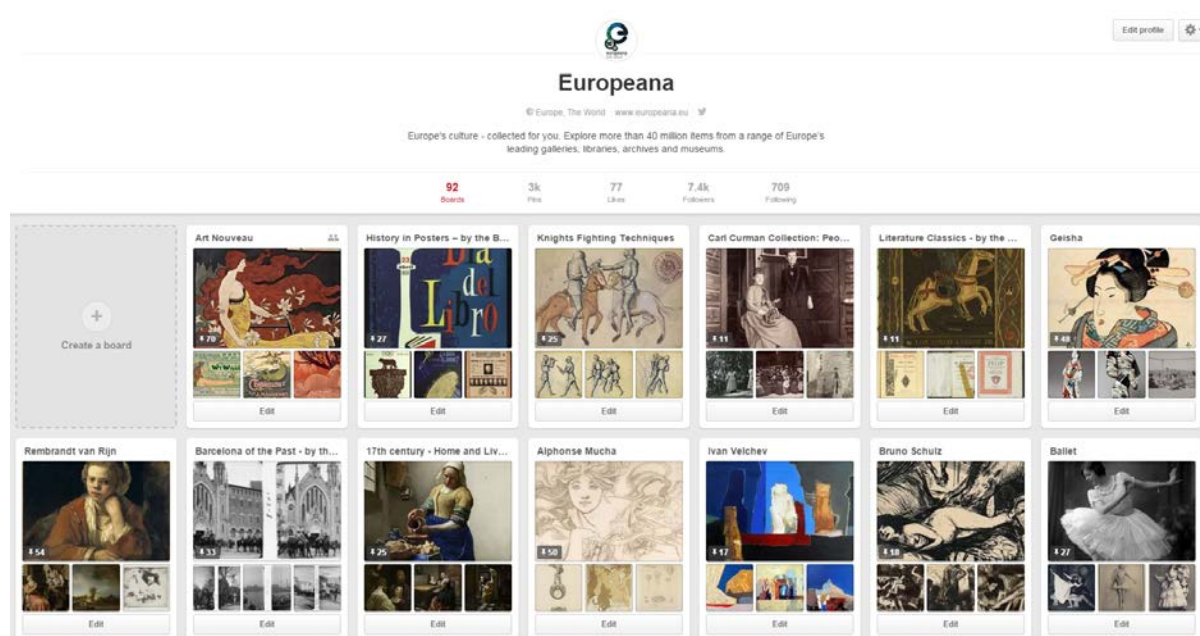 Edit profile
europeana
Europeana
Europe, The World www.europeana.eu
Europe's culture - collected for you. Explore more than 40 million items from a range of Europe's
leading galleries, libraries, archives and museums.
92 3k 77 7.4k 709
Boards Pins Likes Followers Following
Create a board
Art Nouveau
70
Edit
History in Posters – by the B...
23
abril
Día
del
Libro
27
Edit
Knights Fighting Techniques
25
Edit
Carl Curman Collection: Peo...
11
Edit
Literature Classics - by the ...
11
Edit
Geisha
48
Edit
Rembrandt van Rijn
54
Edit
Barcelona of the Past - by th...
33
Edit
17th century - Home and Liv...
25
Edit
Alphonse Mucha
50
Edit
Ivan Velchev
17
Edit
Bruno Schulz
18
Edit
Ballet
27
Edit